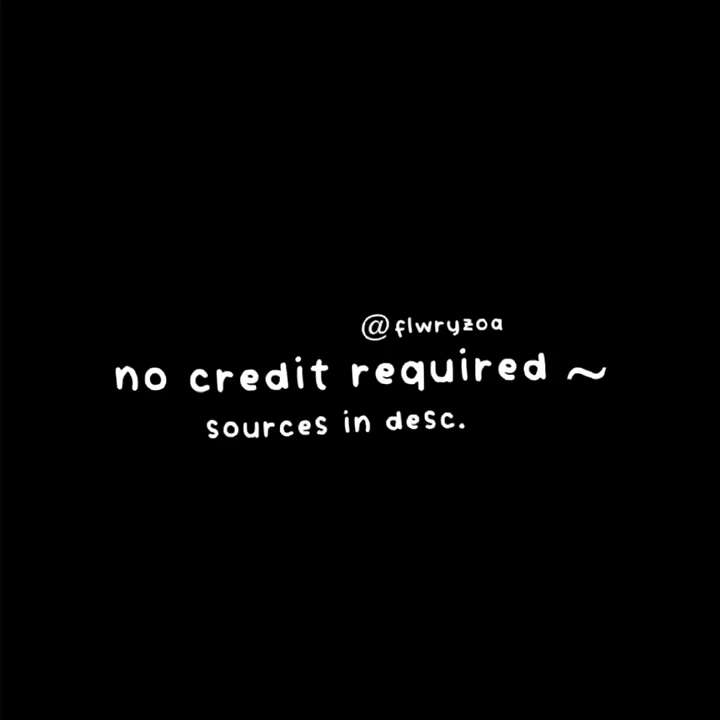 @flwryzoa
no credit required ~
sources in desc.